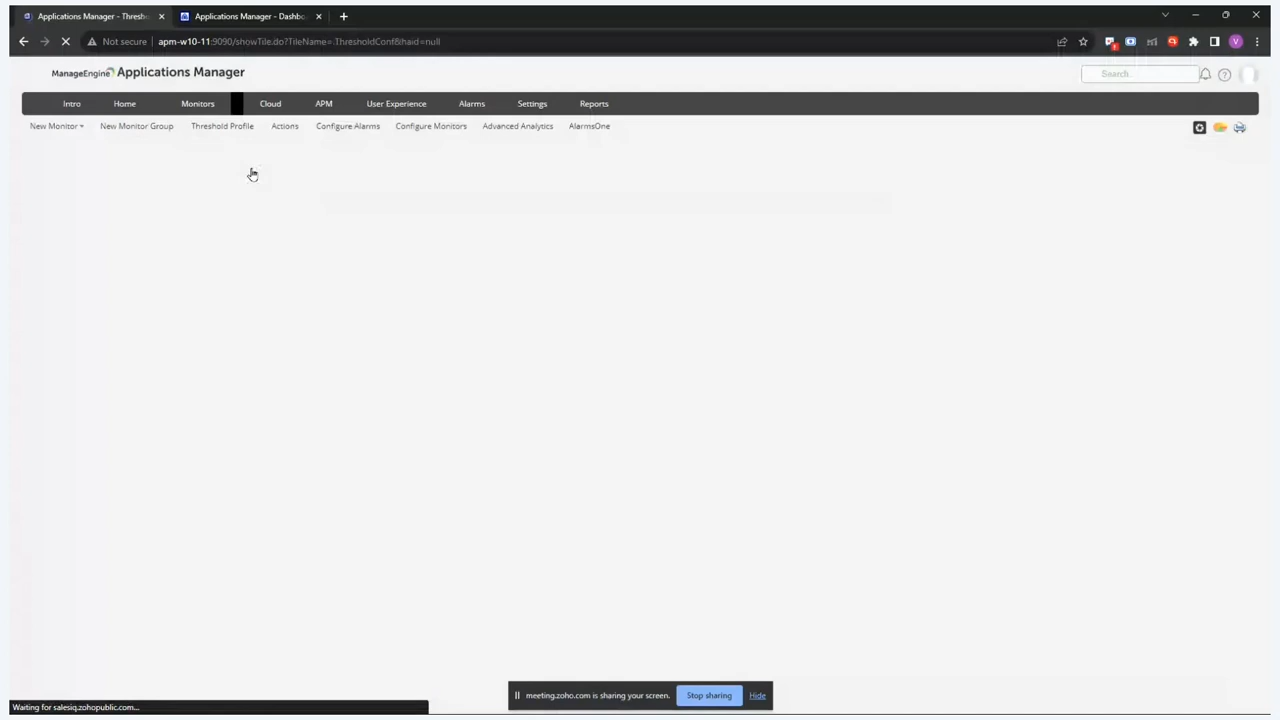 Applications Manager - Thresh
Applications Manager - Dashbo
Not secure
apm-w10-11:9090/showTile.do?TileName=.ThresholdConf&haid=null
ManageEngine Applications Manager
Search..
Intro
Home
Monitors
Cloud
APM
User Experience
Alarms
Settings
Reports
New Monitor
New Monitor Group
Threshold Profile
Actions
Configure Alarms
Configure Monitors
Advanced Analytics
AlarmsOne
meeting.zoho.com is sharing your screen.
Stop sharing
Hide
Waiting for salesiq.zohopublic.com...